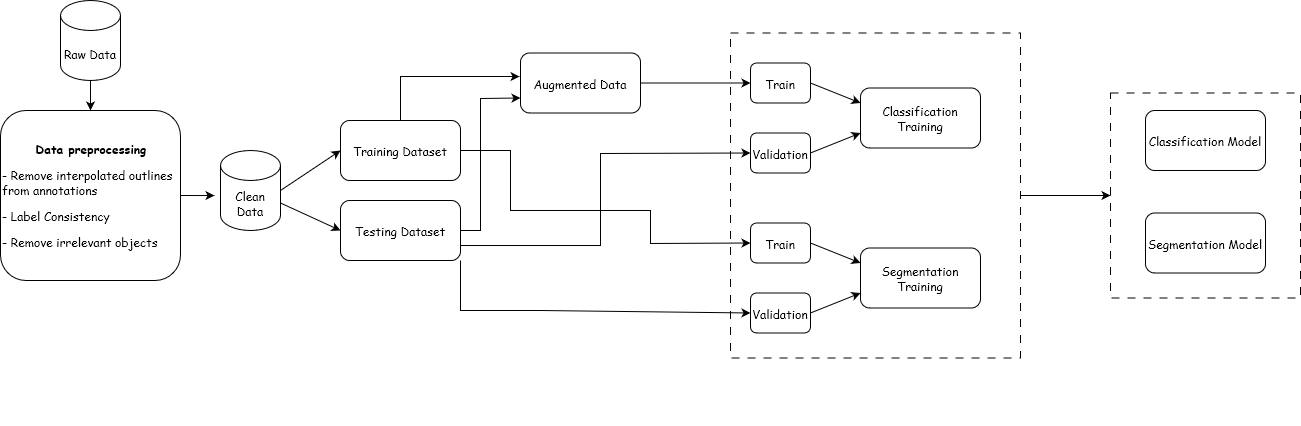 Raw Data
Data preprocessing
- Remove interpolated outlines
from annotations
- Label Consistency
- Remove irrelevant objects
Clean
Data
Training Dataset
Testing Dataset
Augmented Data
Train
Validation
Classification
Training
Train
Validation
Segmentation
Training
Classification Model
Segmentation Model